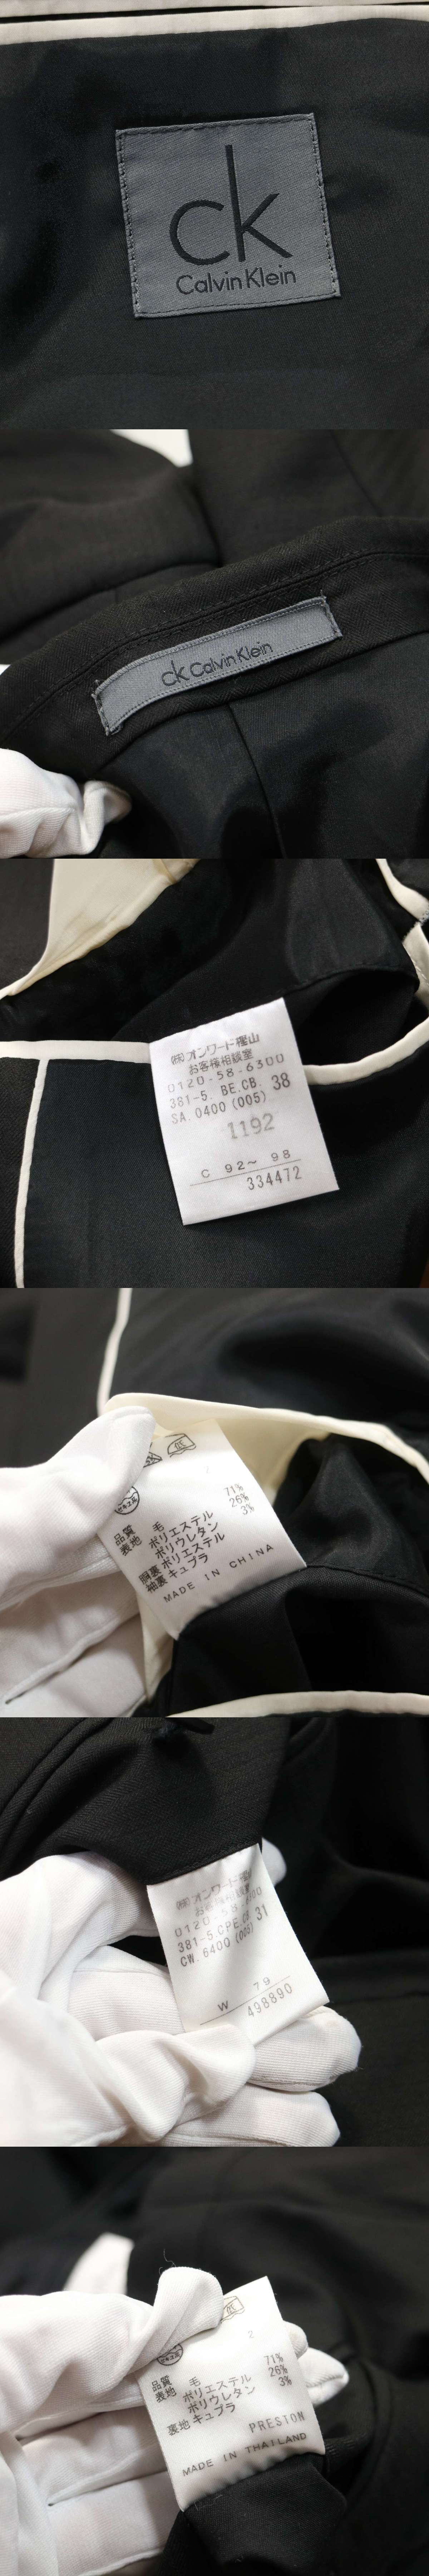 ck
Calvin Klein
ck Calvin Klein
(株)オンワード樫山
お客様相談室
0120-58-6300
381-5. BE.CB. 38
SA.0400 (005)
1192
C 92~ 98
334472
品質 毛 71%
表地 ポリエステル 26%
ポリウレタン 3%
胴裏 ポリエステル
袖裏 キュプラ
MADE IN CHINA
(株)オンワード
0120
381-5.CPE. 31
CW.6400 (005)
W 79
498890
2
品質 毛 71%
表地 ポリエステル 26%
ポリウレタン 3%
裏地 キュプラ
PRESTON
MADE IN THAILAND